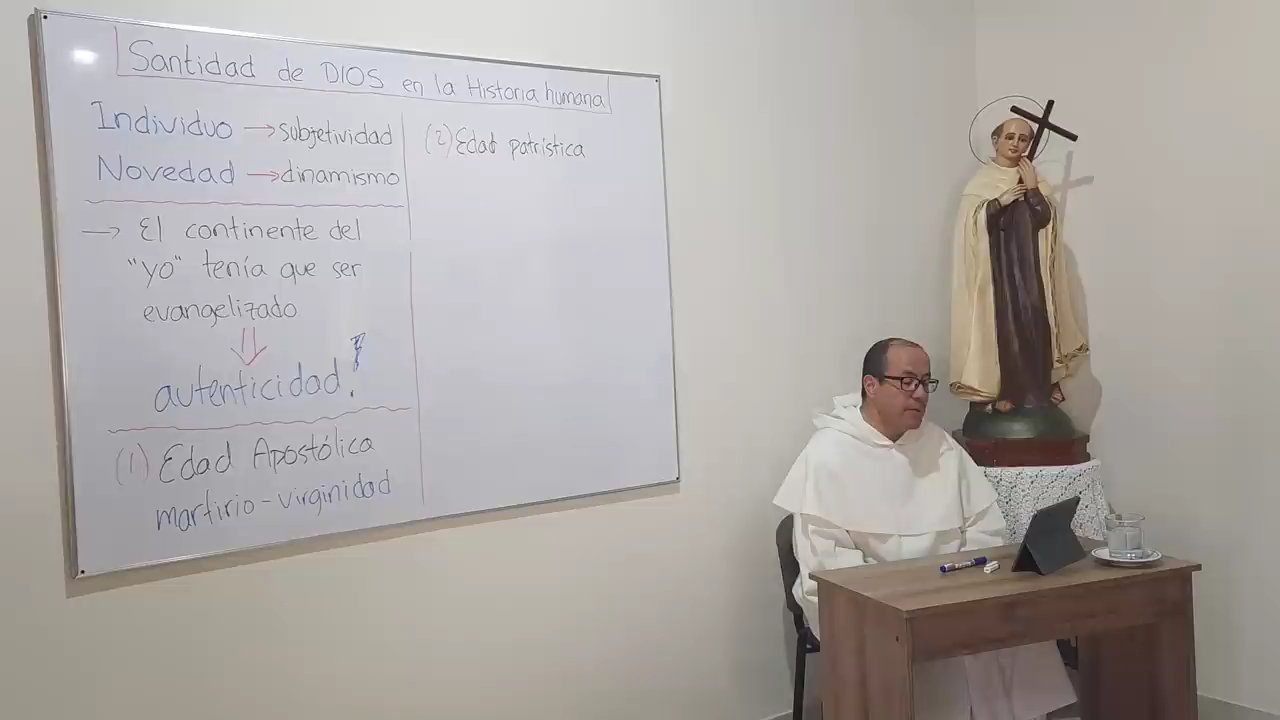 Santidad de DIOS en la Historia humana
Individuo → subjetividad
Novedad → dinamismo
→ El continente del
"yo" tenía que ser
evangelizado
⇓
autenticidad!
(1) Edad Apostólica
martirio - virginidad
(2) Edad patrística